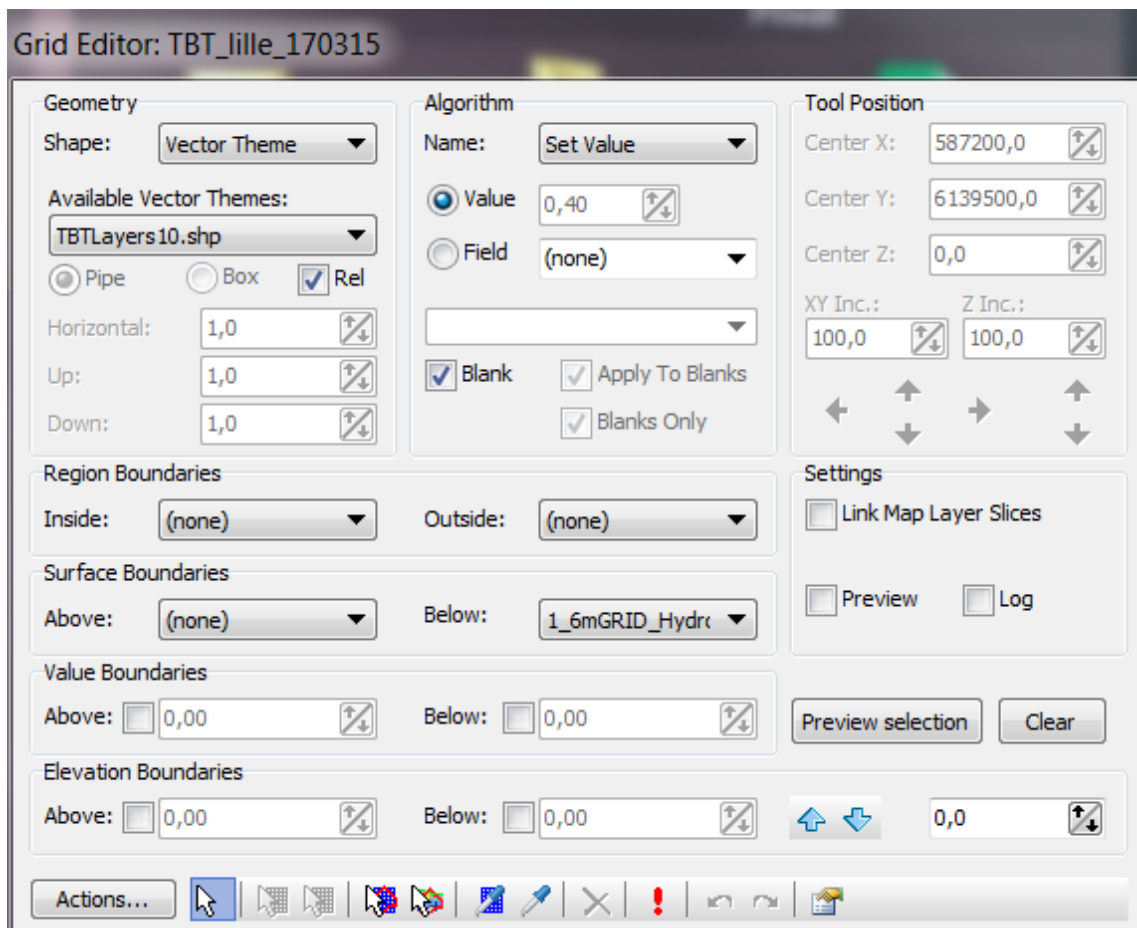 Grid Editor: TBT_lille_170315
Geometry
Shape: Vector Theme
Available Vector Themes:
TBTLayers10.shp
Pipe Box Rel
Horizontal: 1,0
Up: 1,0
Down: 1,0
Algorithm
Name: Set Value
Value 0,40
Field (none)
Blank Apply To Blanks
Blanks Only
Tool Position
Center X: 587200,0
Center Y: 6139500,0
Center Z: 0,0
XY Inc.: Z Inc.:
100,0 100,0
Region Boundaries
Inside: (none) Outside: (none)
Settings
Link Map Layer Slices
Preview Log
Surface Boundaries
Above: (none) Below: 1_6mGRID_Hydr
Value Boundaries
Above: 0,00 Below: 0,00
Preview selection Clear
Elevation Boundaries
Above: 0,00 Below: 0,00 0,0
Actions...